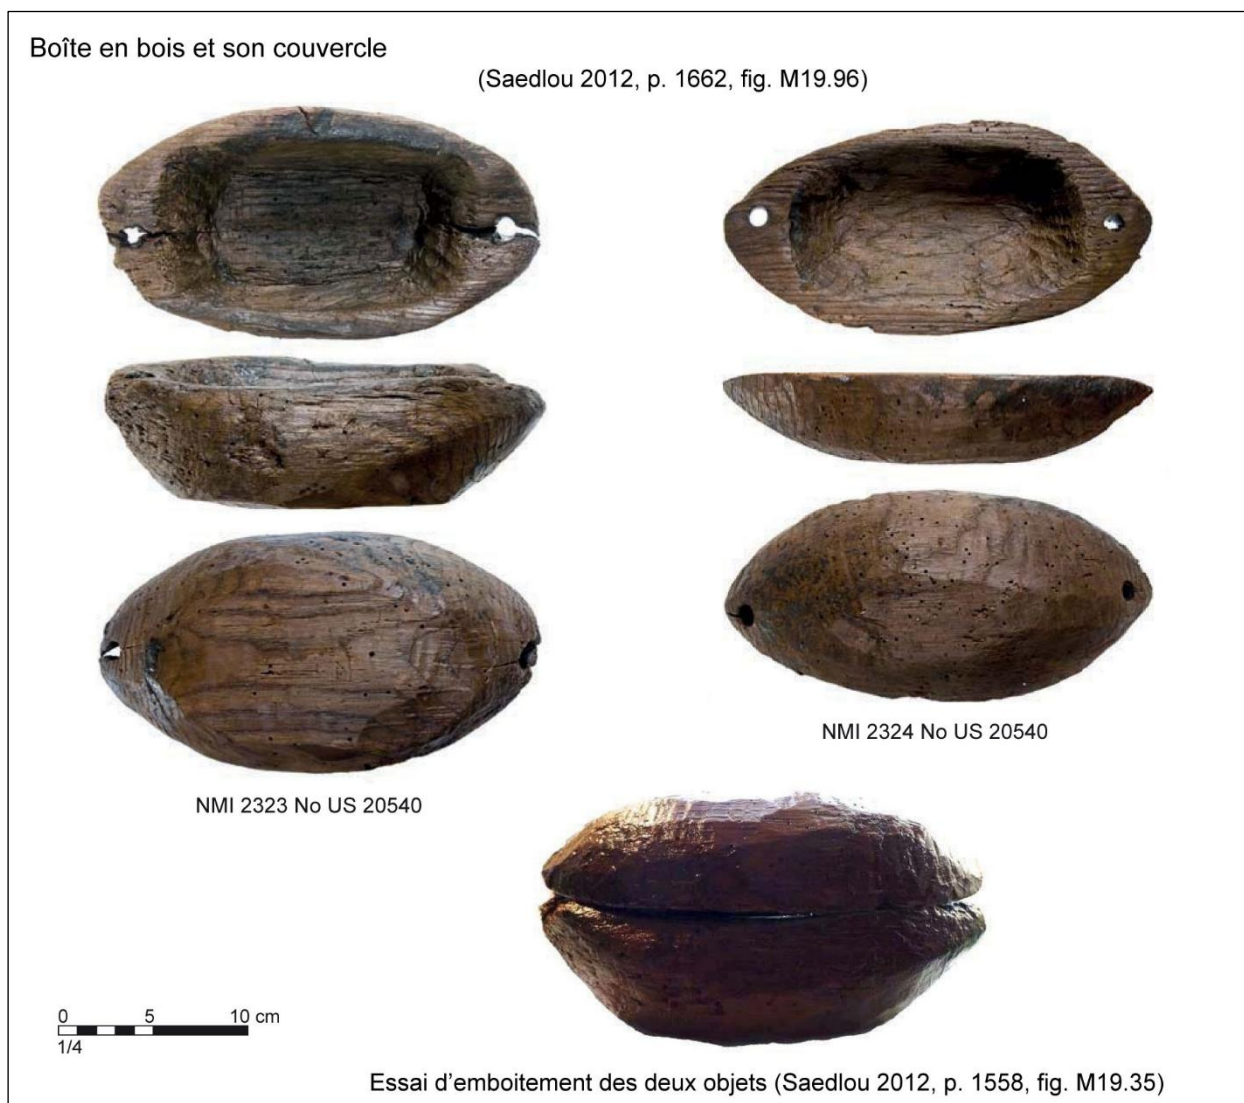 Boîte en bois et son couvercle
(Saedlou 2012, p. 1662, fig. M19.96)
NMI 2324 No US 20540
NMI 2323 No US 20540
0 5 10 cm
1/4
Essai d’emboitement des deux objets (Saedlou 2012, p. 1558, fig. M19.35)